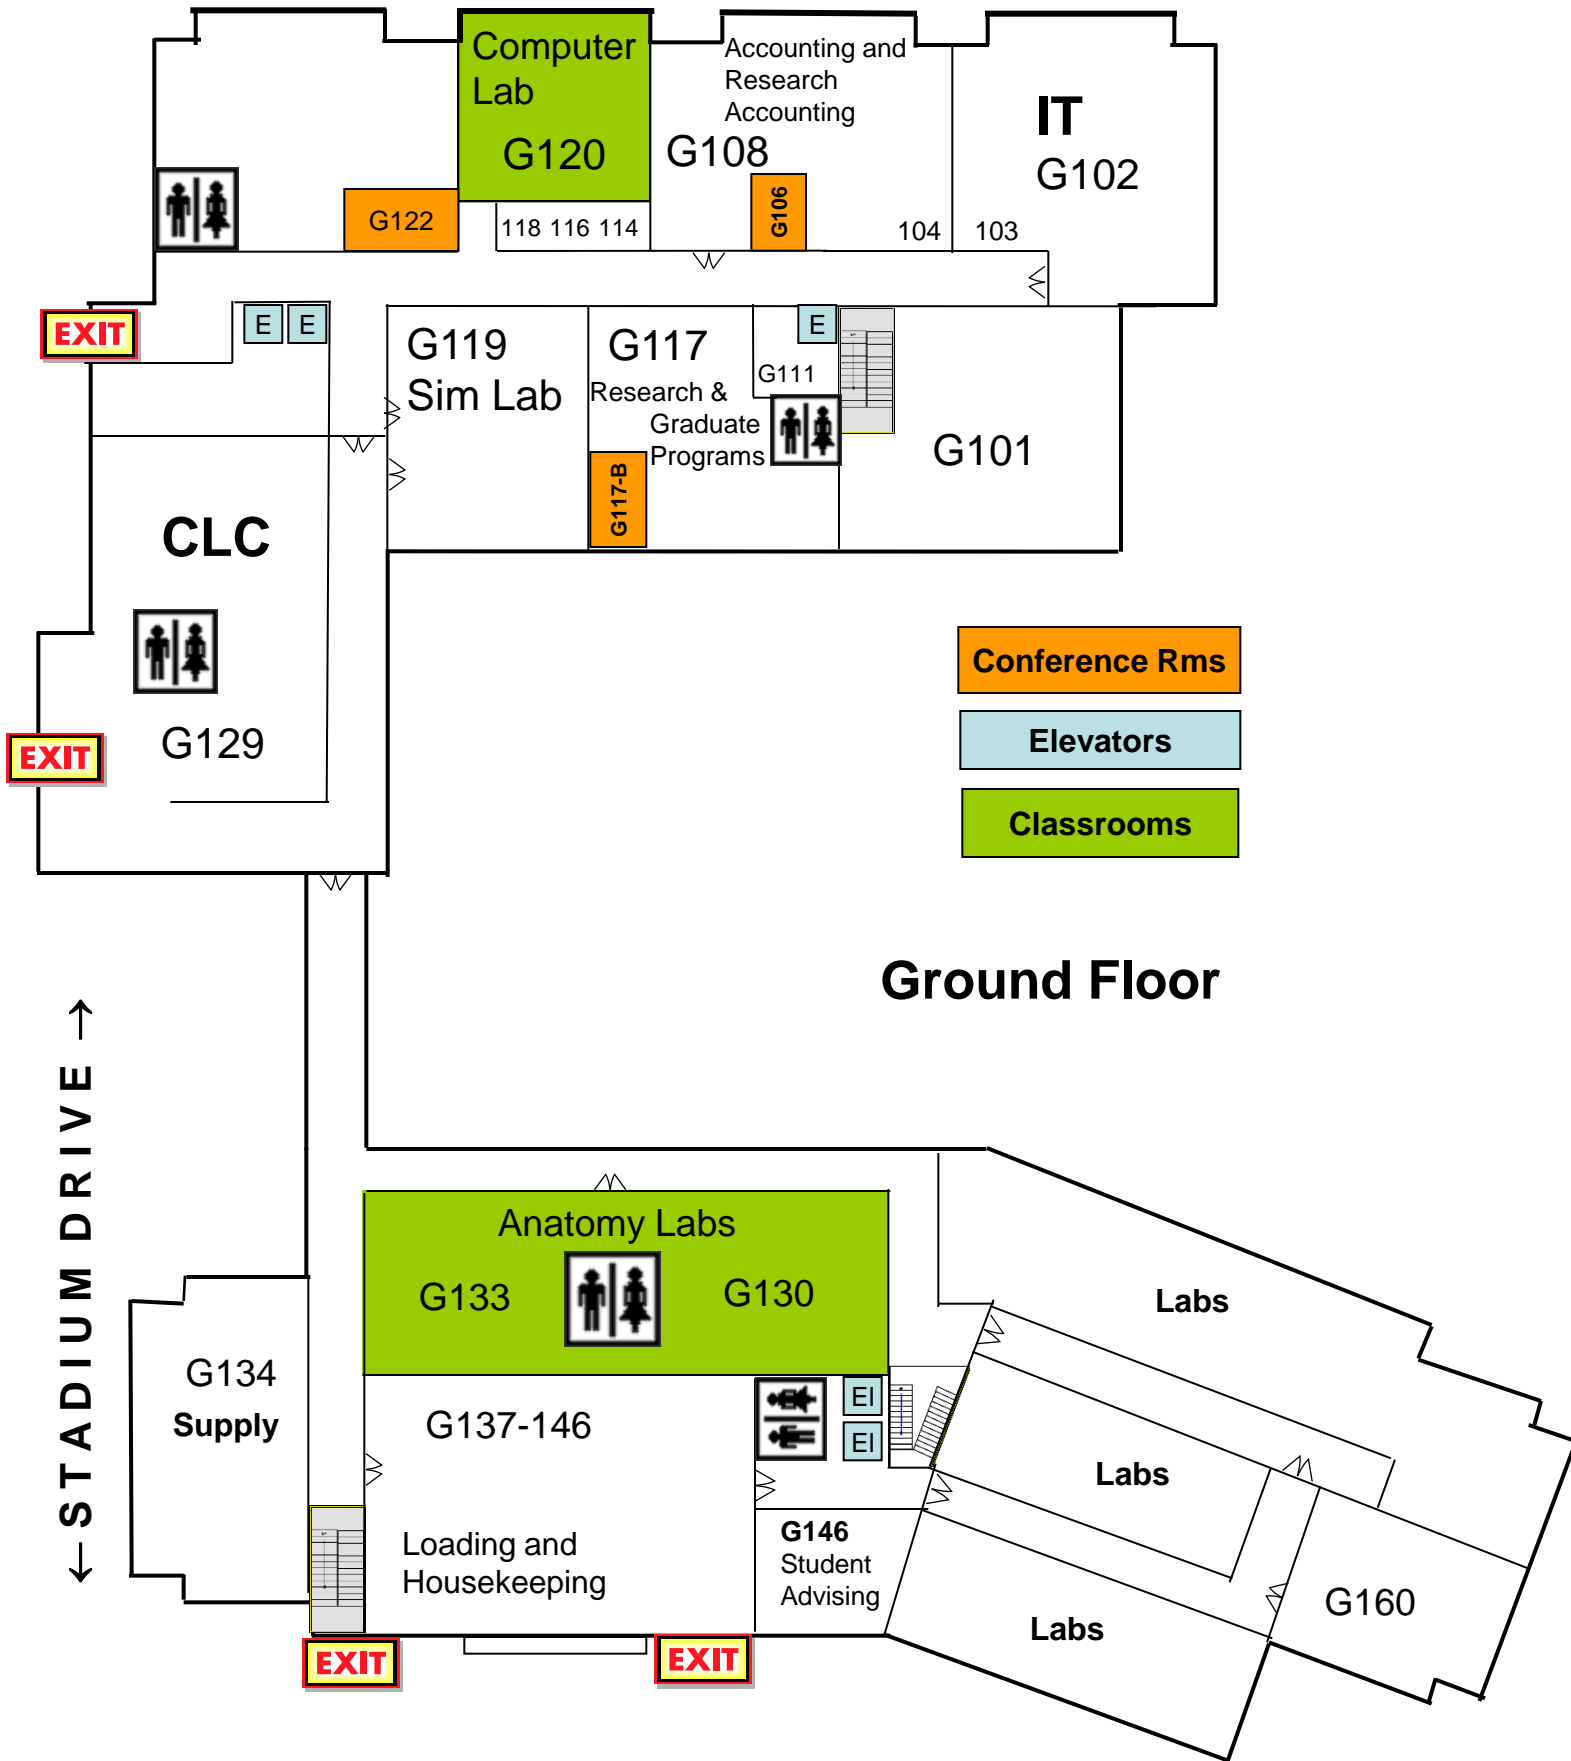 Computer
Lab
G120
Accounting and
Research
Accounting
G108
IT
G102
G122
118 116 114
G106
104
103
EXIT
E
E
G119
Sim Lab
G117
Research &
Graduate
Programs
E
G111
G117-B
G101
CLC
G129
EXIT
Conference Rms
Elevators
Classrooms
Ground Floor
← STADIUM DRIVE →
Anatomy Labs
G133
G130
Labs
G134
Supply
G137-146
El
El
Labs
Loading and
Housekeeping
G146
Student
Advising
G160
Labs
EXIT
EXIT